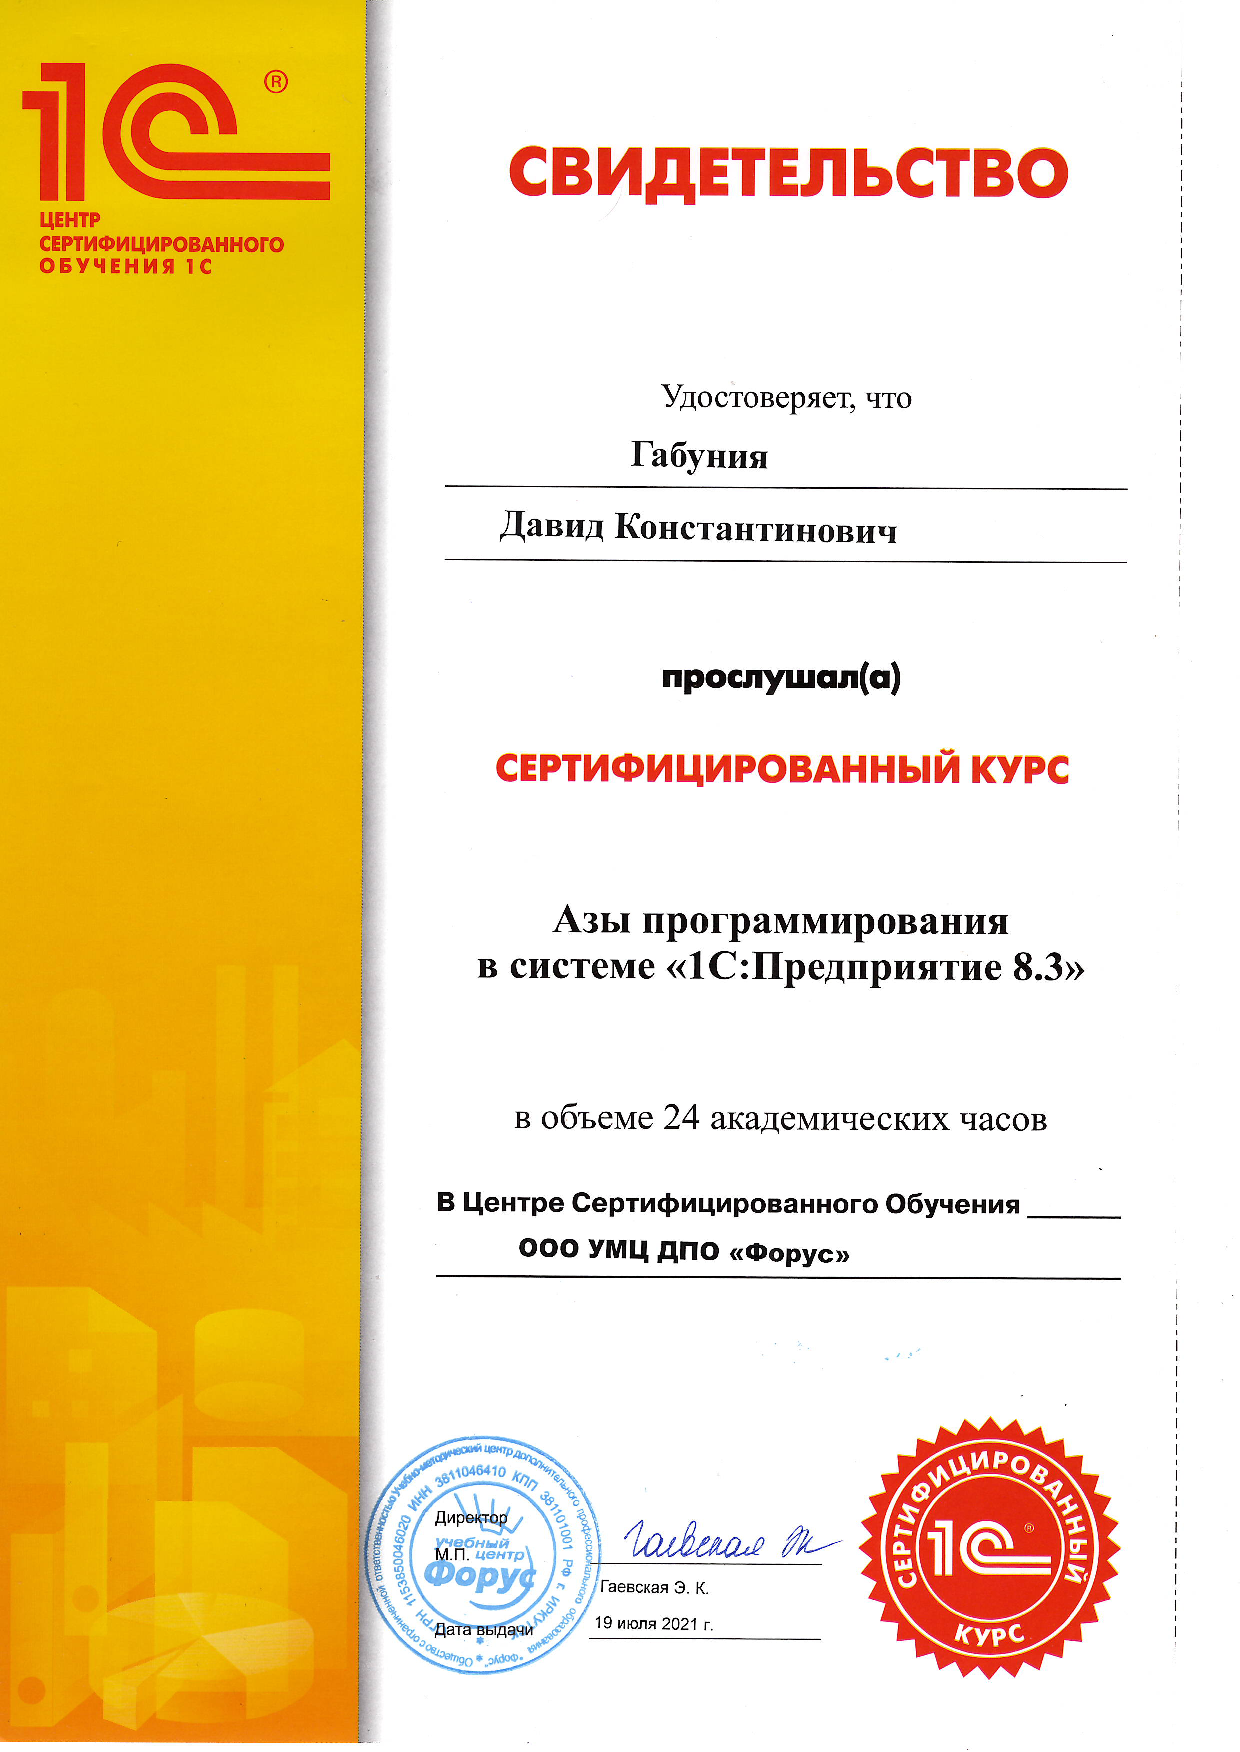 1С®
ЦЕНТР
СЕРТИФИЦИРОВАННОГО
ОБУЧЕНИЯ 1С
СВИДЕТЕЛЬСТВО
Удостоверяет, что
Габуния
Давид Константинович
прослушал(а)
СЕРТИФИЦИРОВАННЫЙ КУРС
Азы программирования
в системе «1С:Предприятие 8.3»
в объеме 24 академических часов
В Центре Сертифицированного Обучения
ООО УМЦ ДПО «Форус»
Общество с ограниченной ответственностью Учебно-методический центр дополнительного профессионального образования "Форус"
ОГРН 1153850046020 ИНН 3811046410 КПП 381101001 РФ г. ИРКУТСК
учебный
центр
Форус
Директор
М.П.
Гаевская Э. К.
Дата выдачи
19 июля 2021 г.
СЕРТИФИЦИРОВАННЫЙ
1С®
КУРС